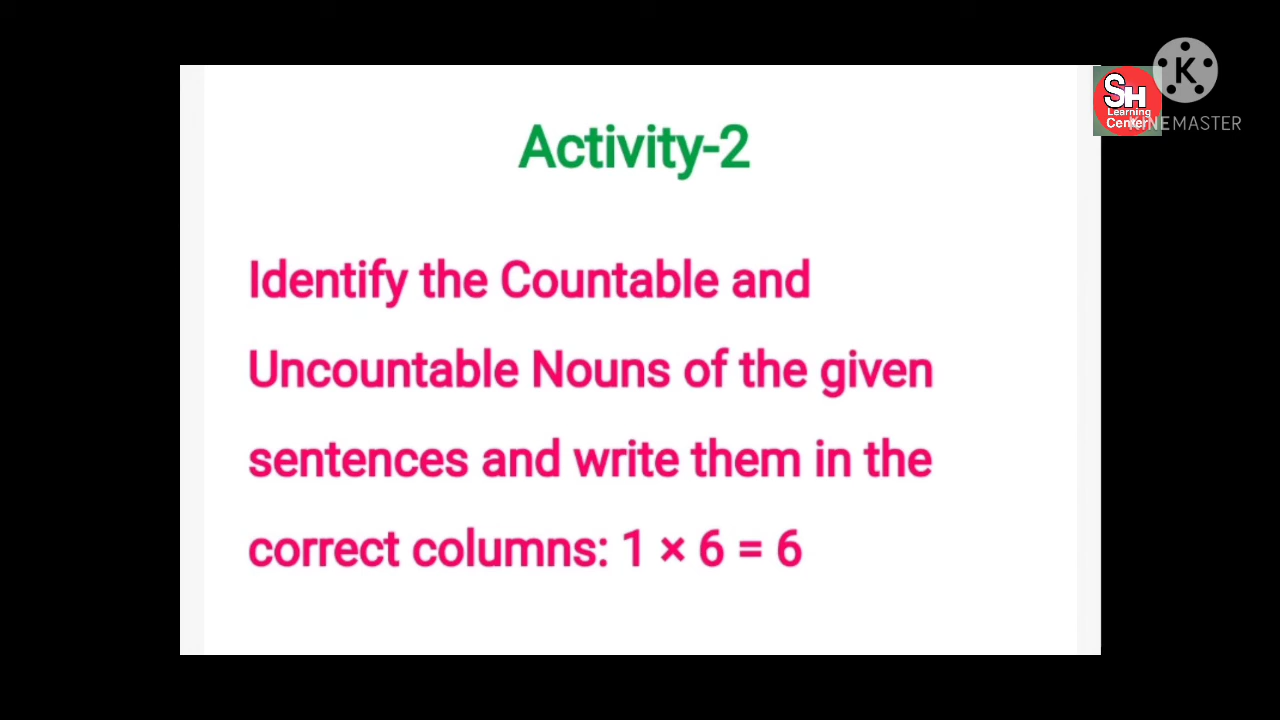 Activity-2
Identify the Countable and
Uncountable Nouns of the given
sentences and write them in the
correct columns: 1 × 6 = 6
SH
Learning
Center
K
KINEMASTER